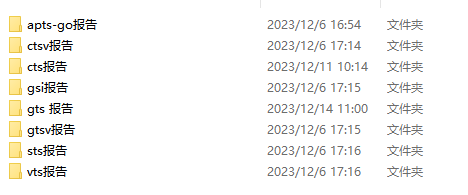 apts-go报告 2023/12/6 16:54 文件夹
ctsv报告 2023/12/6 17:14 文件夹
cts报告 2023/12/11 10:14 文件夹
gsi报告 2023/12/6 17:15 文件夹
gts 报告 2023/12/14 11:00 文件夹
gtsv报告 2023/12/6 17:15 文件夹
sts报告 2023/12/6 17:16 文件夹
vts报告 2023/12/6 17:16 文件夹